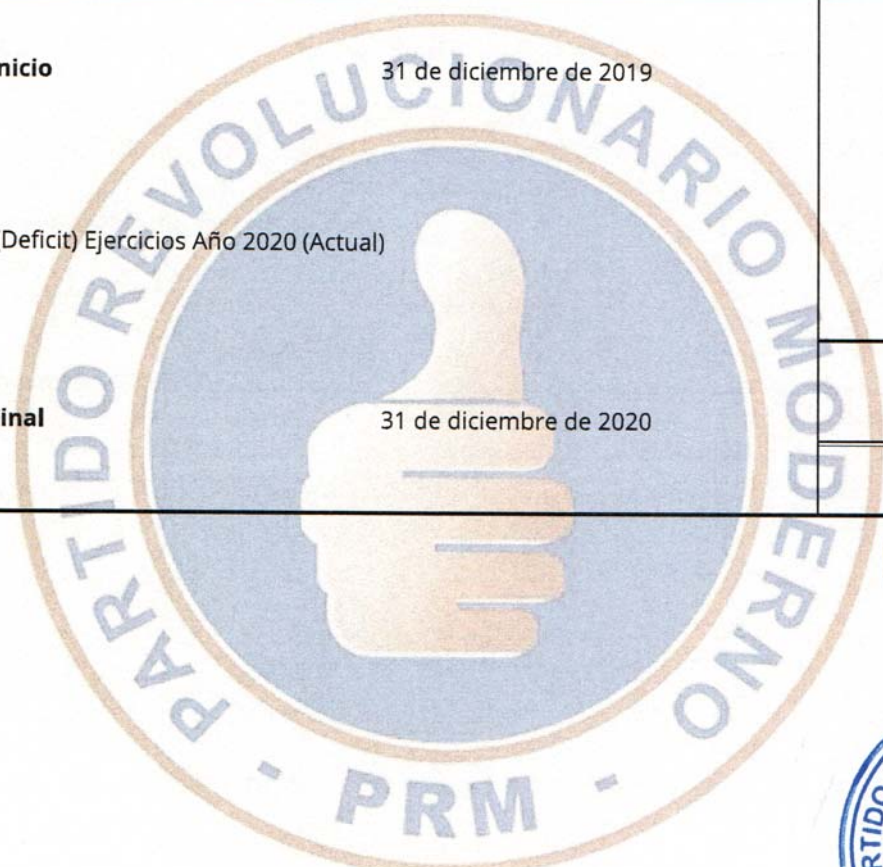 nicio 31 de diciembre de 2019
(Deficit) Ejercicios Año 2020 (Actual)
inal 31 de diciembre de 2020
PARTIDO REVOLUCIONARIO MODERNO
- PRM -
RTIDO